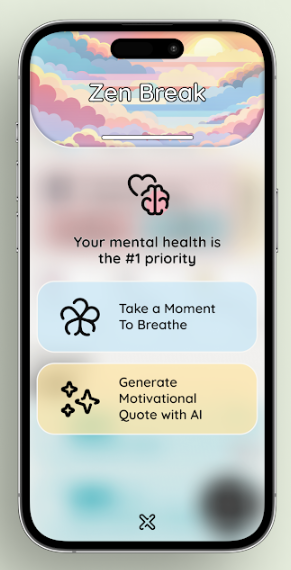 Zen Break
Your mental health is
the #1 priority
Take a Moment
To Breathe
Generate
Motivational
Quote with AI